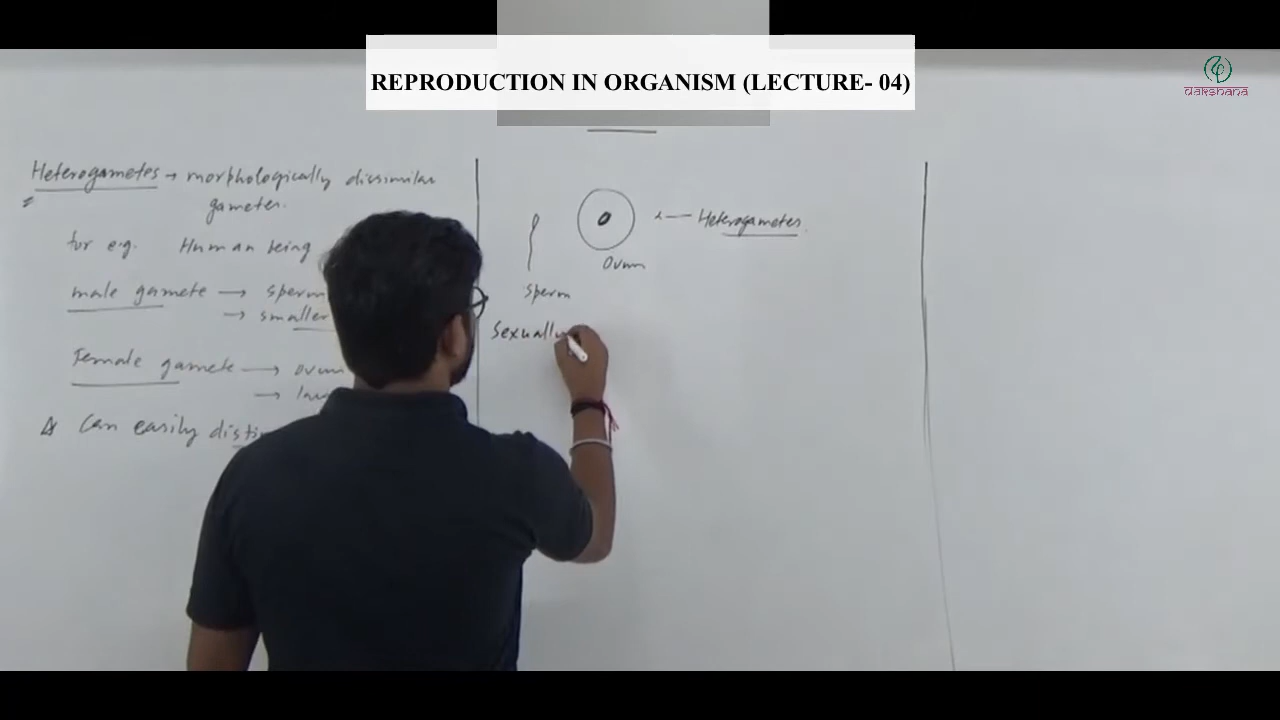 REPRODUCTION IN ORGANISM (LECTURE- 04)
dakshana
Heterogametes → morphologically dissimilar
gametes.
for e.g. Human being
male gamete → sperm
→ smaller
Female gamete → ovum
→
Can easily
Heterogametes.
Ovum
Sperm
Sexually